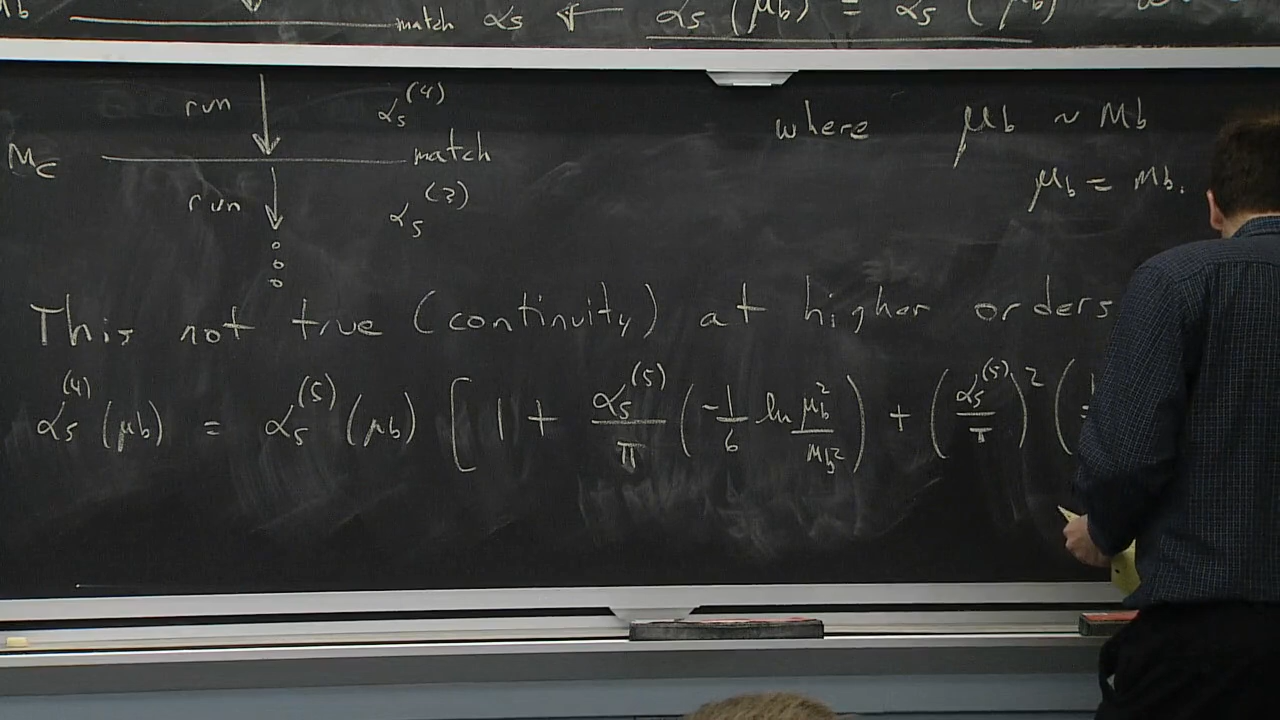 match αs ← αs (μb) = αs (μb)
run αs^(4) where μb ~ mb
mc match
μb = mb.
run αs^(3)
This not true (continuity) at higher orders
αs^(4) (μb) = αs^(5) (μb) [ 1 + αs^(5)/π ( -1/6 ln μb²/mb² ) + ( αs^(5)/π )² (